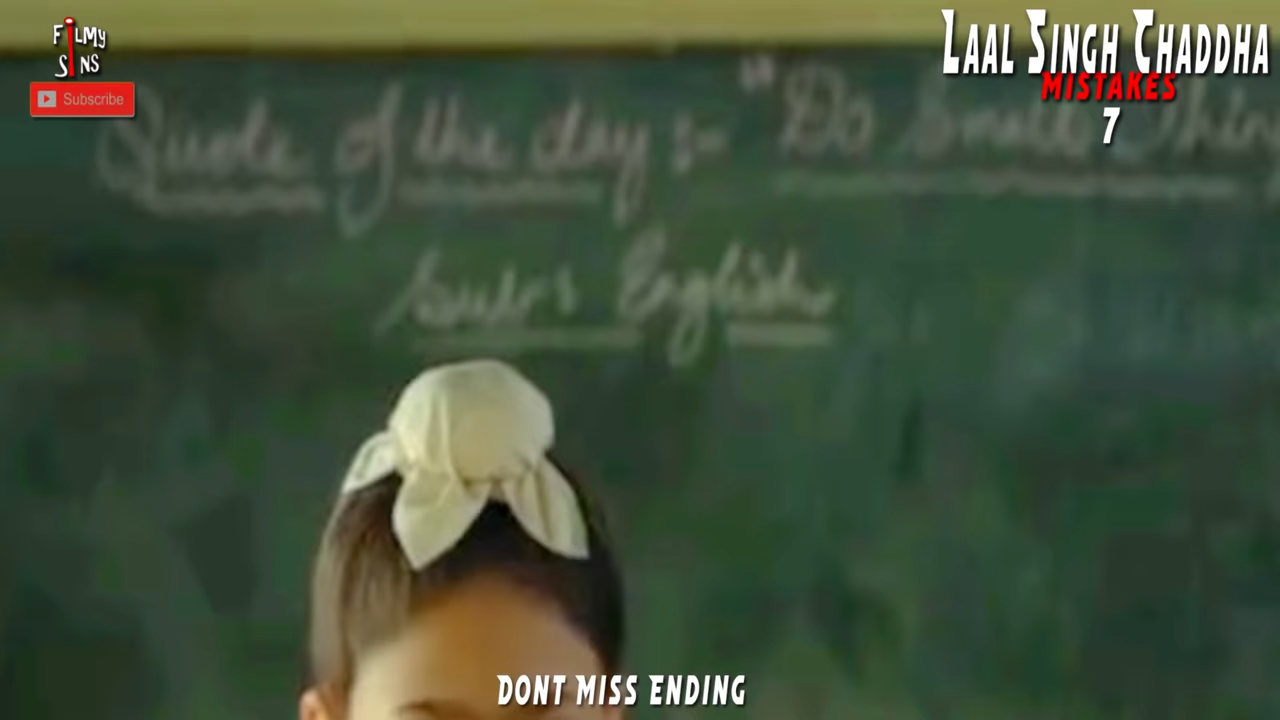 FILMY
SINS
Subscribe
LAAL SINGH CHADDHA
MISTAKES
7
Quote of the day :- "Do Small Thin
Sub: English
DONT MISS ENDING